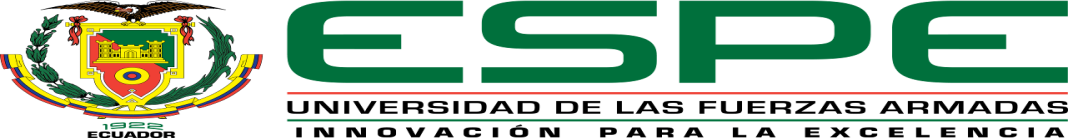 1922
ECUADOR
ESPE
UNIVERSIDAD DE LAS FUERZAS ARMADAS
INNOVACIÓN PARA LA EXCELENCIA